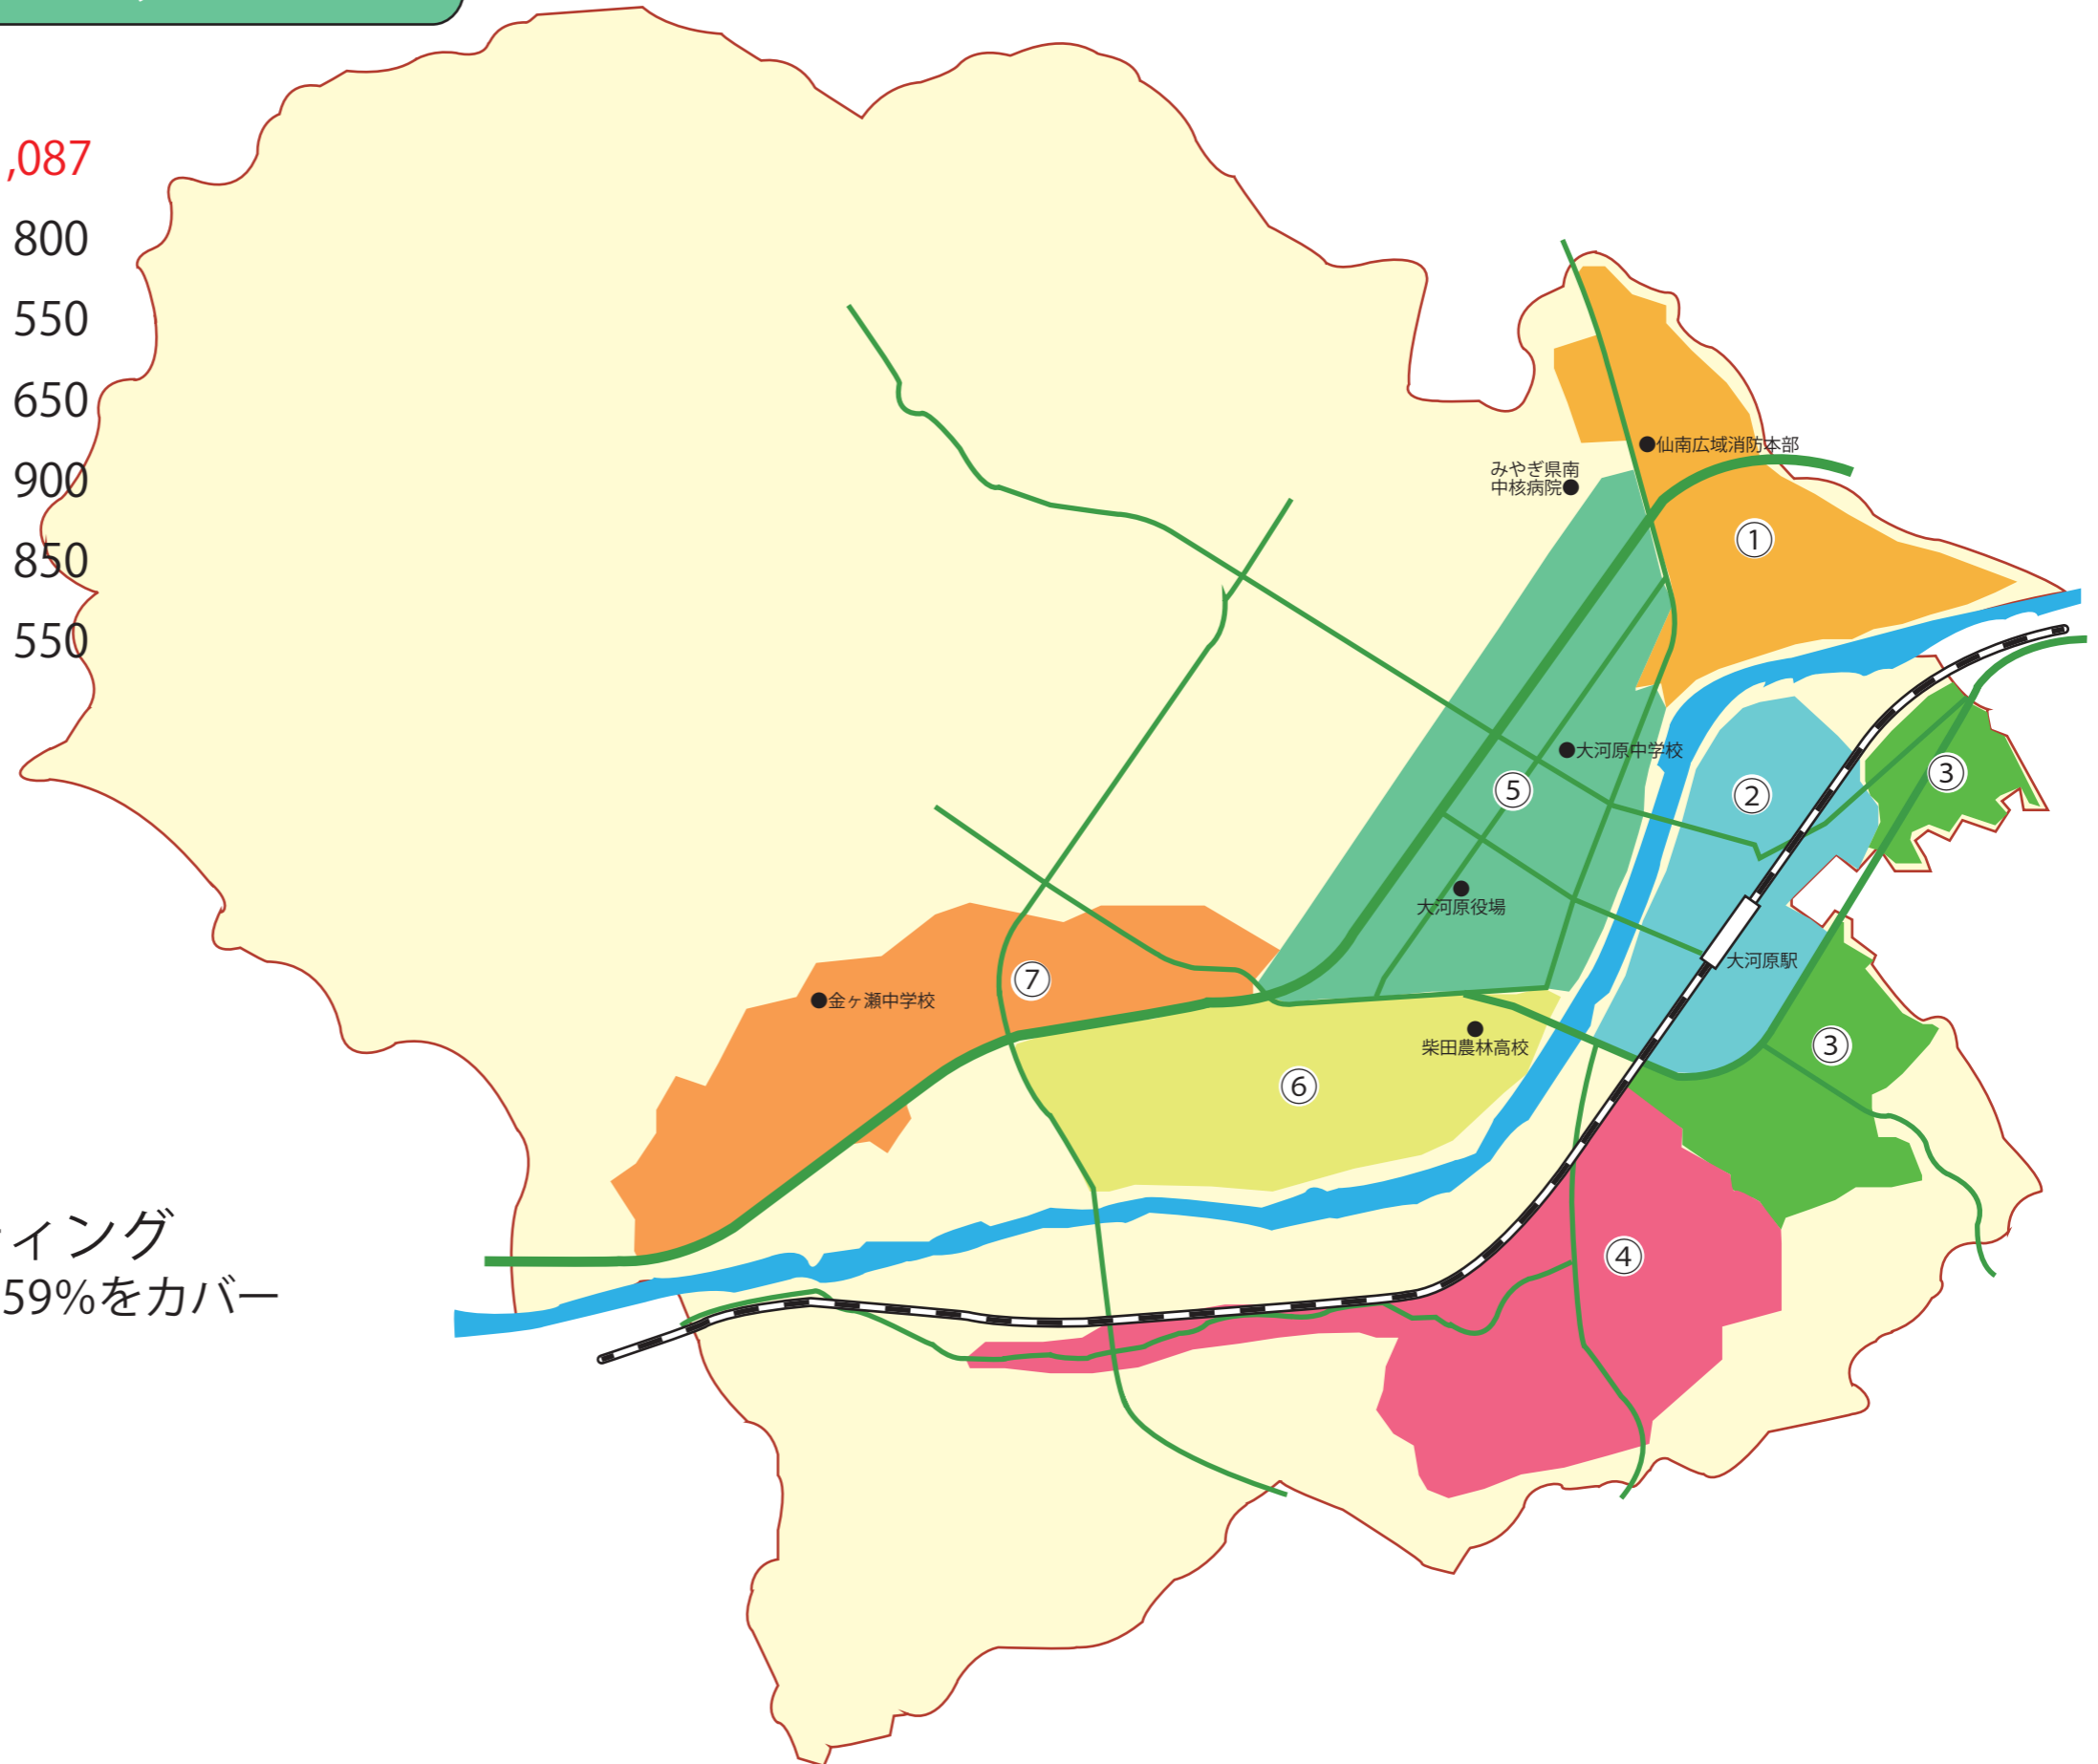 ,087
800
550
650
900
850
550
ィング
59%をカバー
仙南広域消防本部
みやぎ県南
中核病院
①
大河原中学校
⑤
②
③
大河原役場
大河原駅
⑦
金ヶ瀬中学校
柴田農林高校
③
⑥
④